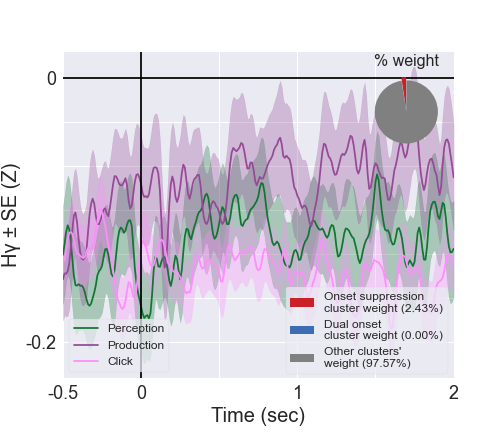 % weight
0
-0.2
Hγ ± SE (Z)
Perception
Production
Click
Onset suppression
cluster weight (2.43%)
Dual onset
cluster weight (0.00%)
Other clusters'
weight (97.57%)
-0.5
0
1
2
Time (sec)